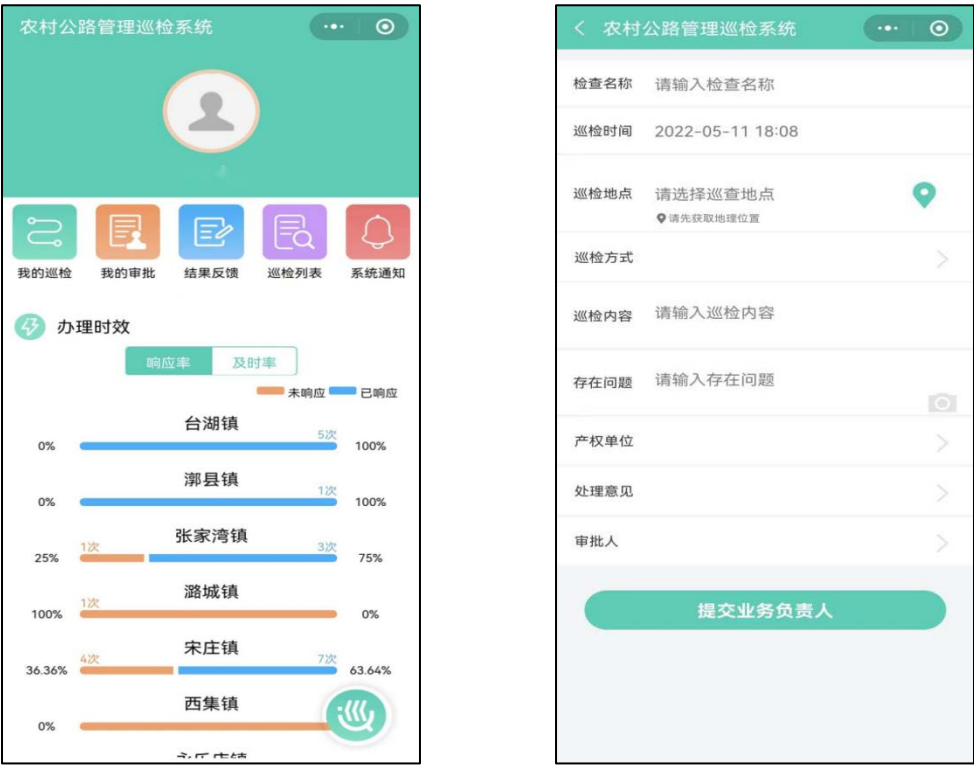 农村公路管理巡检系统
我的巡检 我的审批 结果反馈 巡检列表 系统通知
办理时效
响应率 及时率
未响应 已响应
台湖镇
5次
0% 100%
漷县镇
1次
0% 100%
张家湾镇
1次 3次
25% 75%
潞城镇
1次
100% 0%
宋庄镇
4次 7次
36.36% 63.64%
西集镇
0%
农村公路管理巡检系统
检查名称 请输入检查名称
巡检时间 2022-05-11 18:08
巡检地点 请选择巡查地点
请先获取地理位置
巡检方式
巡检内容 请输入巡检内容
存在问题 请输入存在问题
产权单位
处理意见
审批人
提交业务负责人